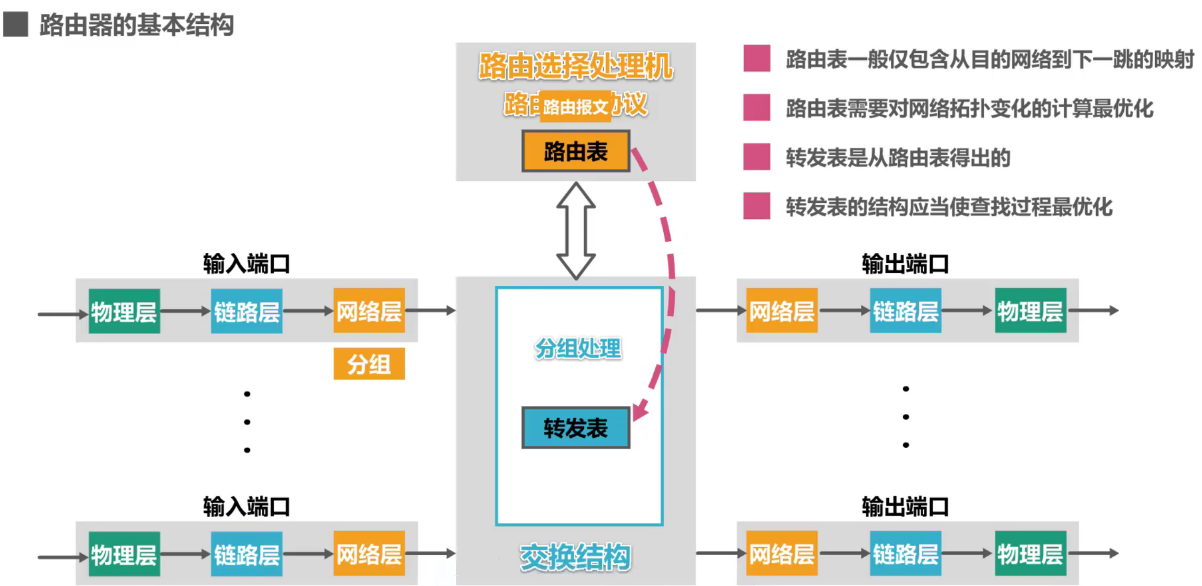 路由器的基本结构
路由选择处理机
路由 协议
路由报文
路由表
路由表一般仅包含从目的网络到下一跳的映射
路由表需要对网络拓扑变化的计算最优化
转发表是从路由表得出的
转发表的结构应当使查找过程最优化
输入端口
物理层
链路层
网络层
分组
分组处理
转发表
交换结构
输出端口
网络层
链路层
物理层
输入端口
物理层
链路层
网络层
输出端口
网络层
链路层
物理层